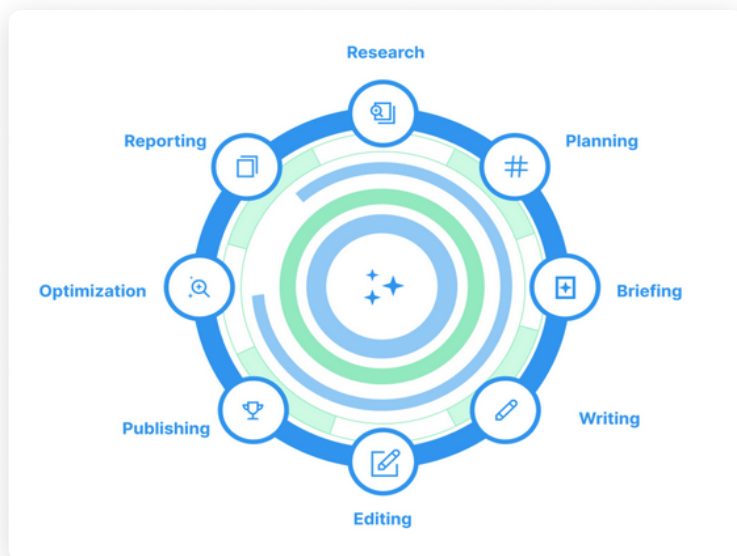 Research
Reporting
Planning
Optimization
Briefing
Publishing
Writing
Editing